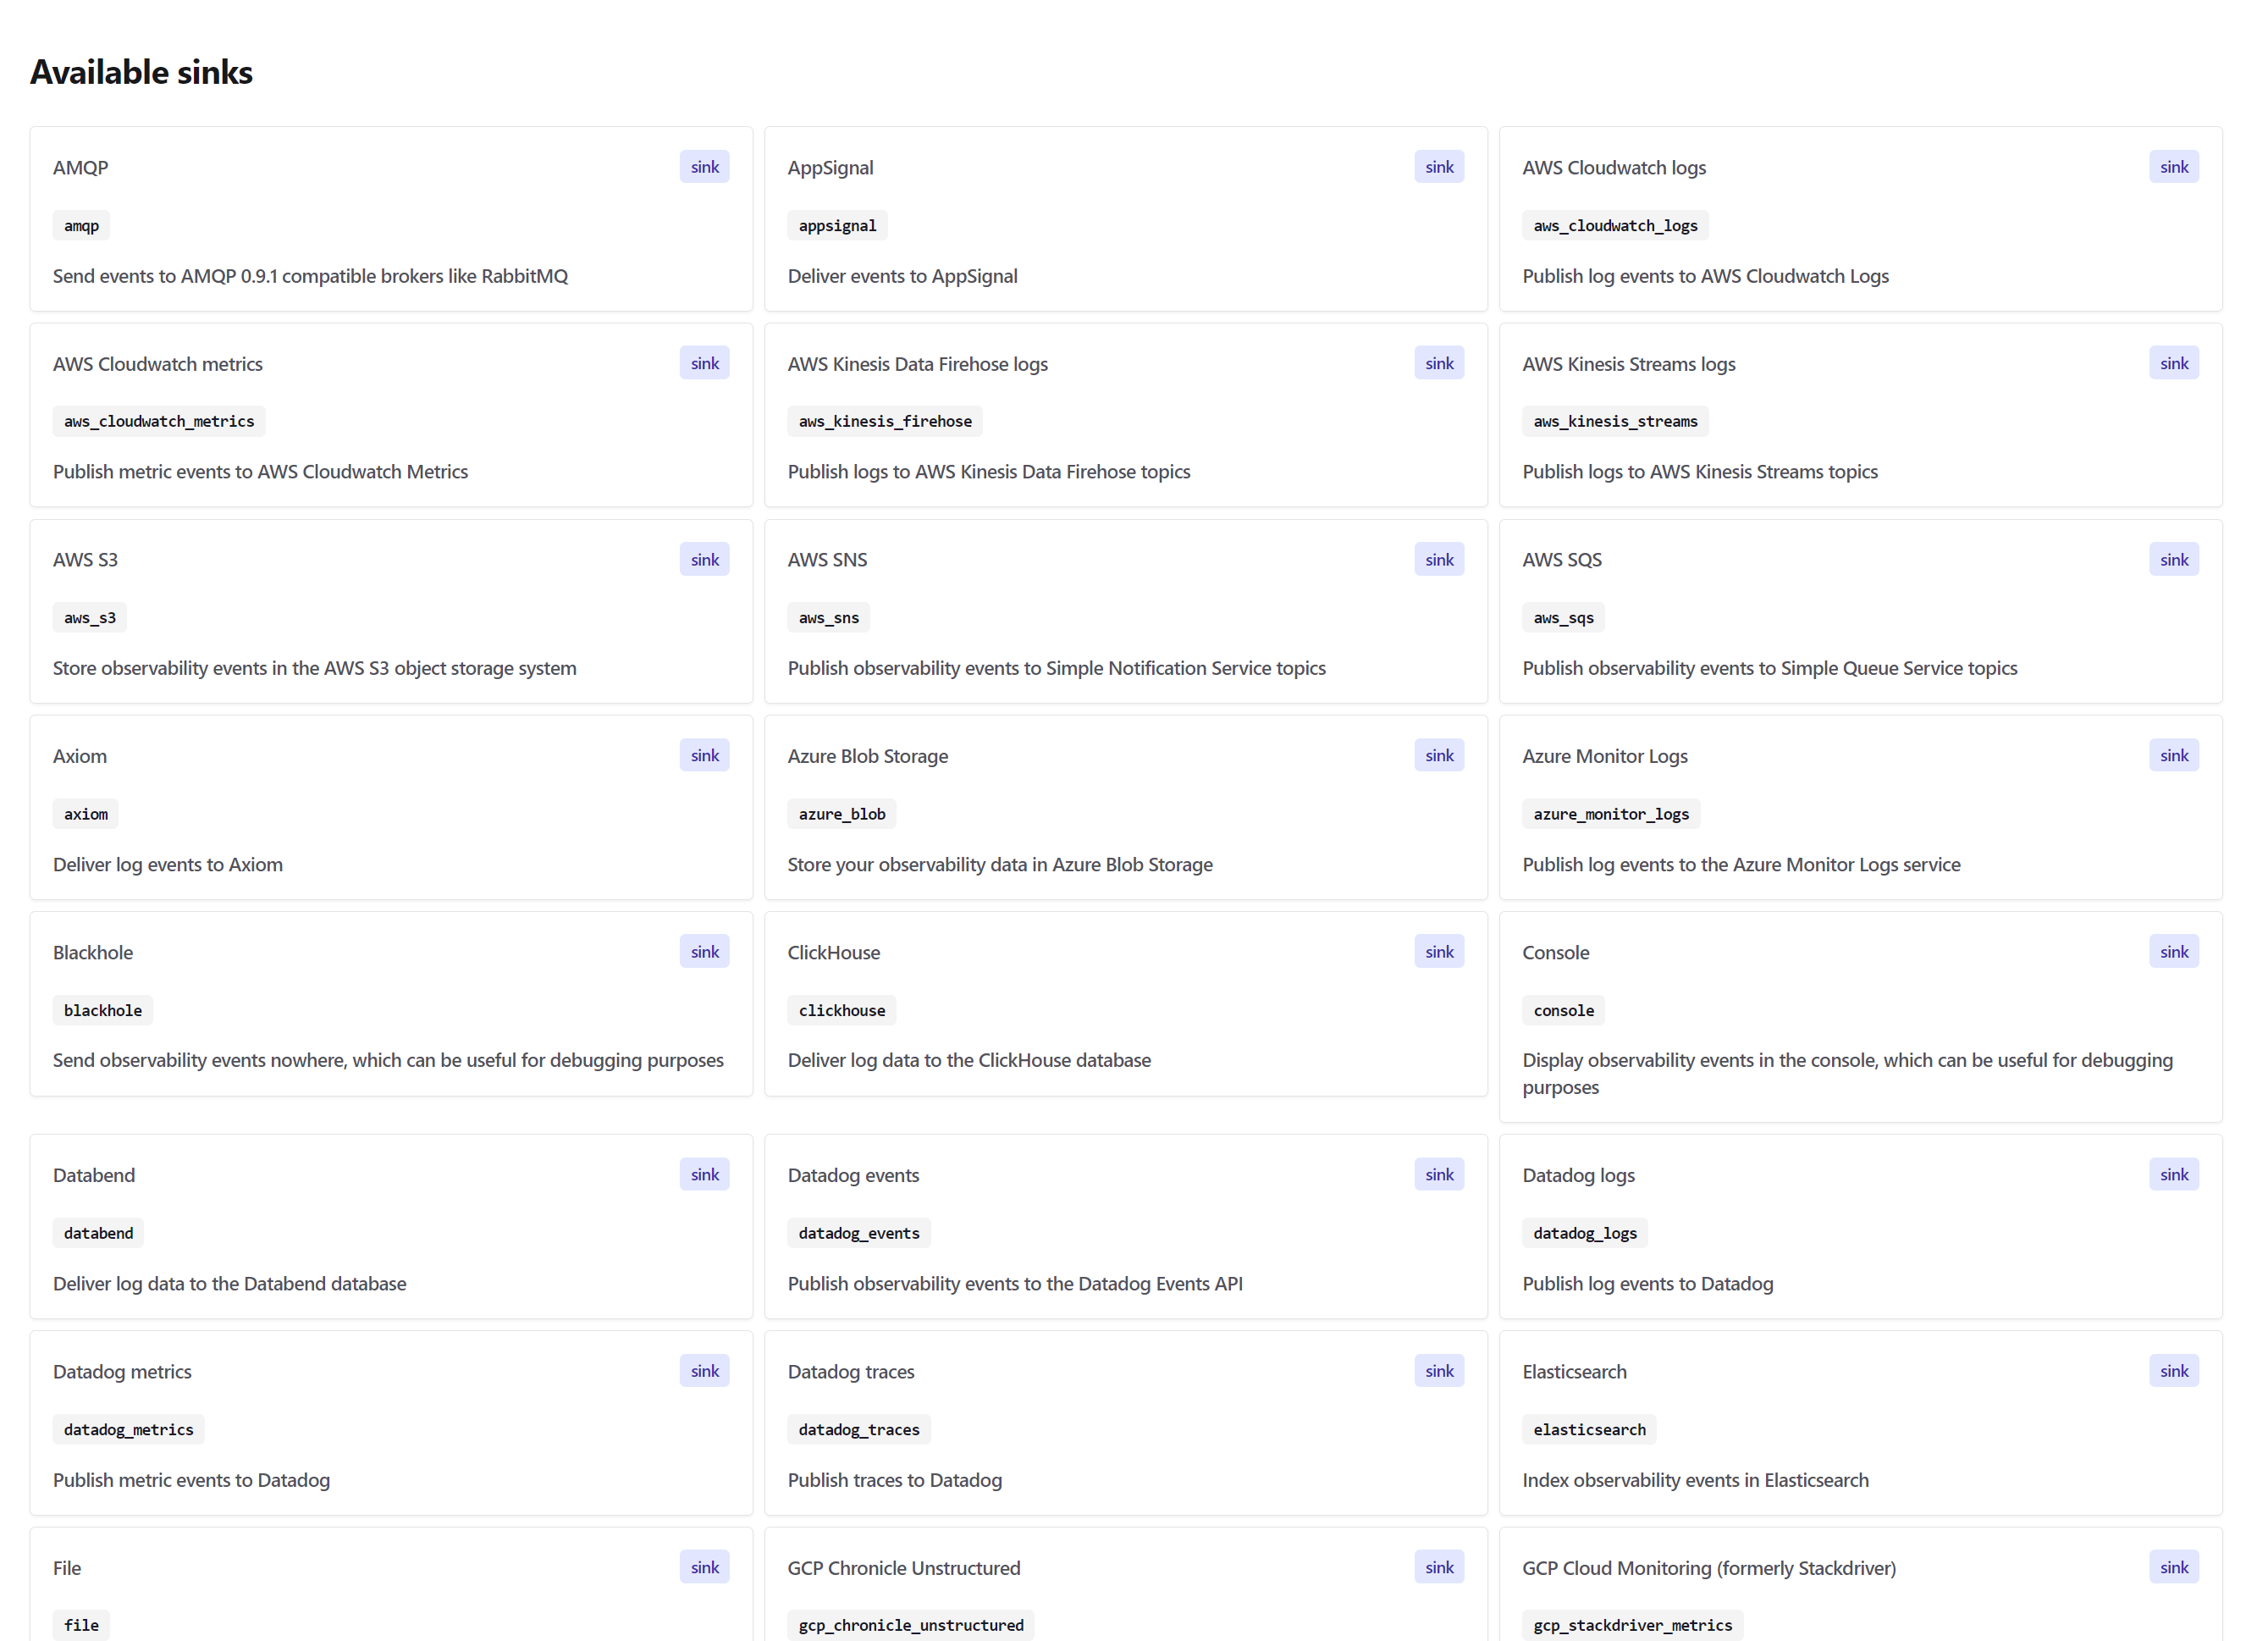 Available sinks
AMQP
sink
amqp
Send events to AMQP 0.9.1 compatible brokers like RabbitMQ
AppSignal
sink
appsignal
Deliver events to AppSignal
AWS Cloudwatch logs
sink
aws_cloudwatch_logs
Publish log events to AWS Cloudwatch Logs
AWS Cloudwatch metrics
sink
aws_cloudwatch_metrics
Publish metric events to AWS Cloudwatch Metrics
AWS Kinesis Data Firehose logs
sink
aws_kinesis_firehose
Publish logs to AWS Kinesis Data Firehose topics
AWS Kinesis Streams logs
sink
aws_kinesis_streams
Publish logs to AWS Kinesis Streams topics
AWS S3
sink
aws_s3
Store observability events in the AWS S3 object storage system
AWS SNS
sink
aws_sns
Publish observability events to Simple Notification Service topics
AWS SQS
sink
aws_sqs
Publish observability events to Simple Queue Service topics
Axiom
sink
axiom
Deliver log events to Axiom
Azure Blob Storage
sink
azure_blob
Store your observability data in Azure Blob Storage
Azure Monitor Logs
sink
azure_monitor_logs
Publish log events to the Azure Monitor Logs service
Blackhole
sink
blackhole
Send observability events nowhere, which can be useful for debugging purposes
ClickHouse
sink
clickhouse
Deliver log data to the ClickHouse database
Console
sink
console
Display observability events in the console, which can be useful for debugging
purposes
Databend
sink
databend
Deliver log data to the Databend database
Datadog events
sink
datadog_events
Publish observability events to the Datadog Events API
Datadog logs
sink
datadog_logs
Publish log events to Datadog
Datadog metrics
sink
datadog_metrics
Publish metric events to Datadog
Datadog traces
sink
datadog_traces
Publish traces to Datadog
Elasticsearch
sink
elasticsearch
Index observability events in Elasticsearch
File
sink
file
GCP Chronicle Unstructured
sink
gcp_chronicle_unstructured
GCP Cloud Monitoring (formerly Stackdriver)
sink
gcp_stackdriver_metrics